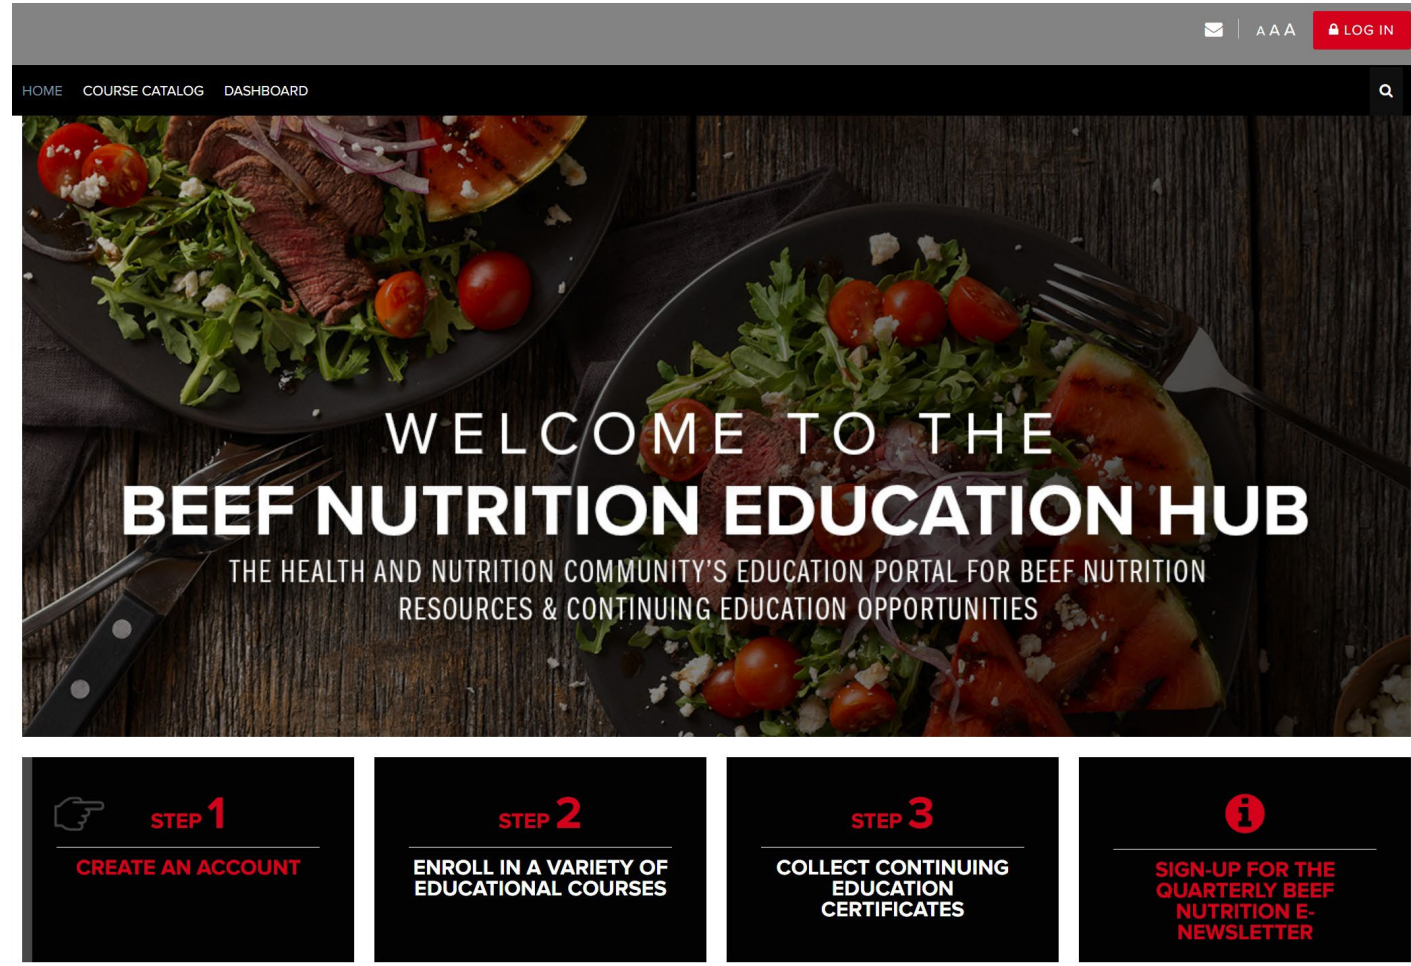 AAA
LOG IN
HOME COURSE CATALOG DASHBOARD
WELCOME TO THE
BEEF NUTRITION EDUCATION HUB
THE HEALTH AND NUTRITION COMMUNITY'S EDUCATION PORTAL FOR BEEF NUTRITION
RESOURCES & CONTINUING EDUCATION OPPORTUNITIES
STEP 1
CREATE AN ACCOUNT
STEP 2
ENROLL IN A VARIETY OF
EDUCATIONAL COURSES
STEP 3
COLLECT CONTINUING
EDUCATION
CERTIFICATES
SIGN-UP FOR THE
QUARTERLY BEEF
NUTRITION E-
NEWSLETTER